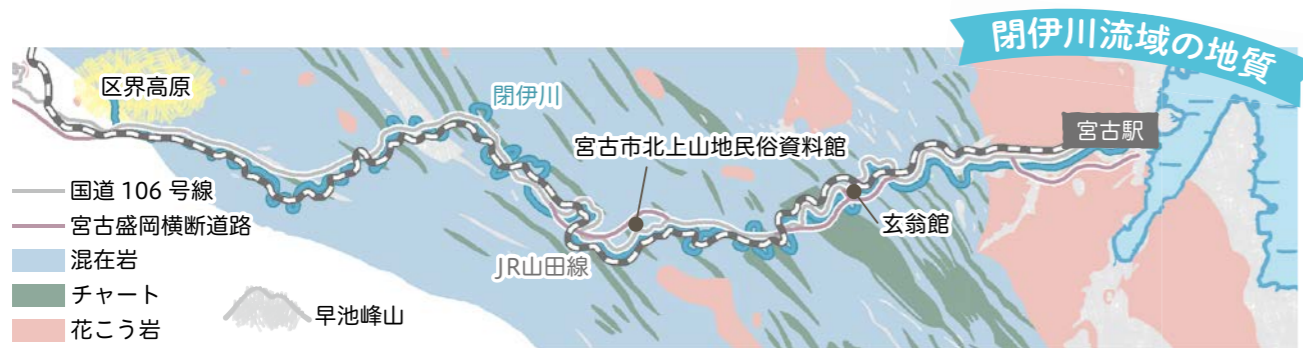 閉伊川流域の地質
区界高原
閉伊川
宮古市北上山地民俗資料館
宮古駅
玄翁館
JR山田線
国道 106 号線
宮古盛岡横断道路
混在岩
チャート
花こう岩
早池峰山